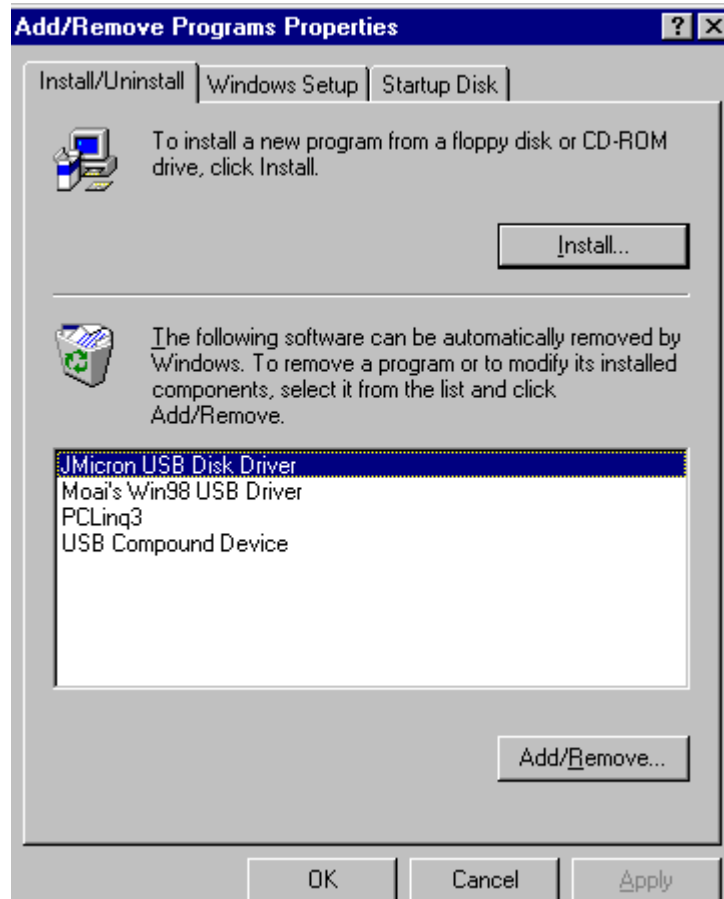 Add/Remove Programs Properties
Install/Uninstall Windows Setup Startup Disk
To install a new program from a floppy disk or CD-ROM
drive, click Install.
Install...
The following software can be automatically removed by
Windows. To remove a program or to modify its installed
components, select it from the list and click
Add/Remove.
JMicron USB Disk Driver
Moai's Win98 USB Driver
PCLinq3
USB Compound Device
Add/Remove...
OK Cancel Apply